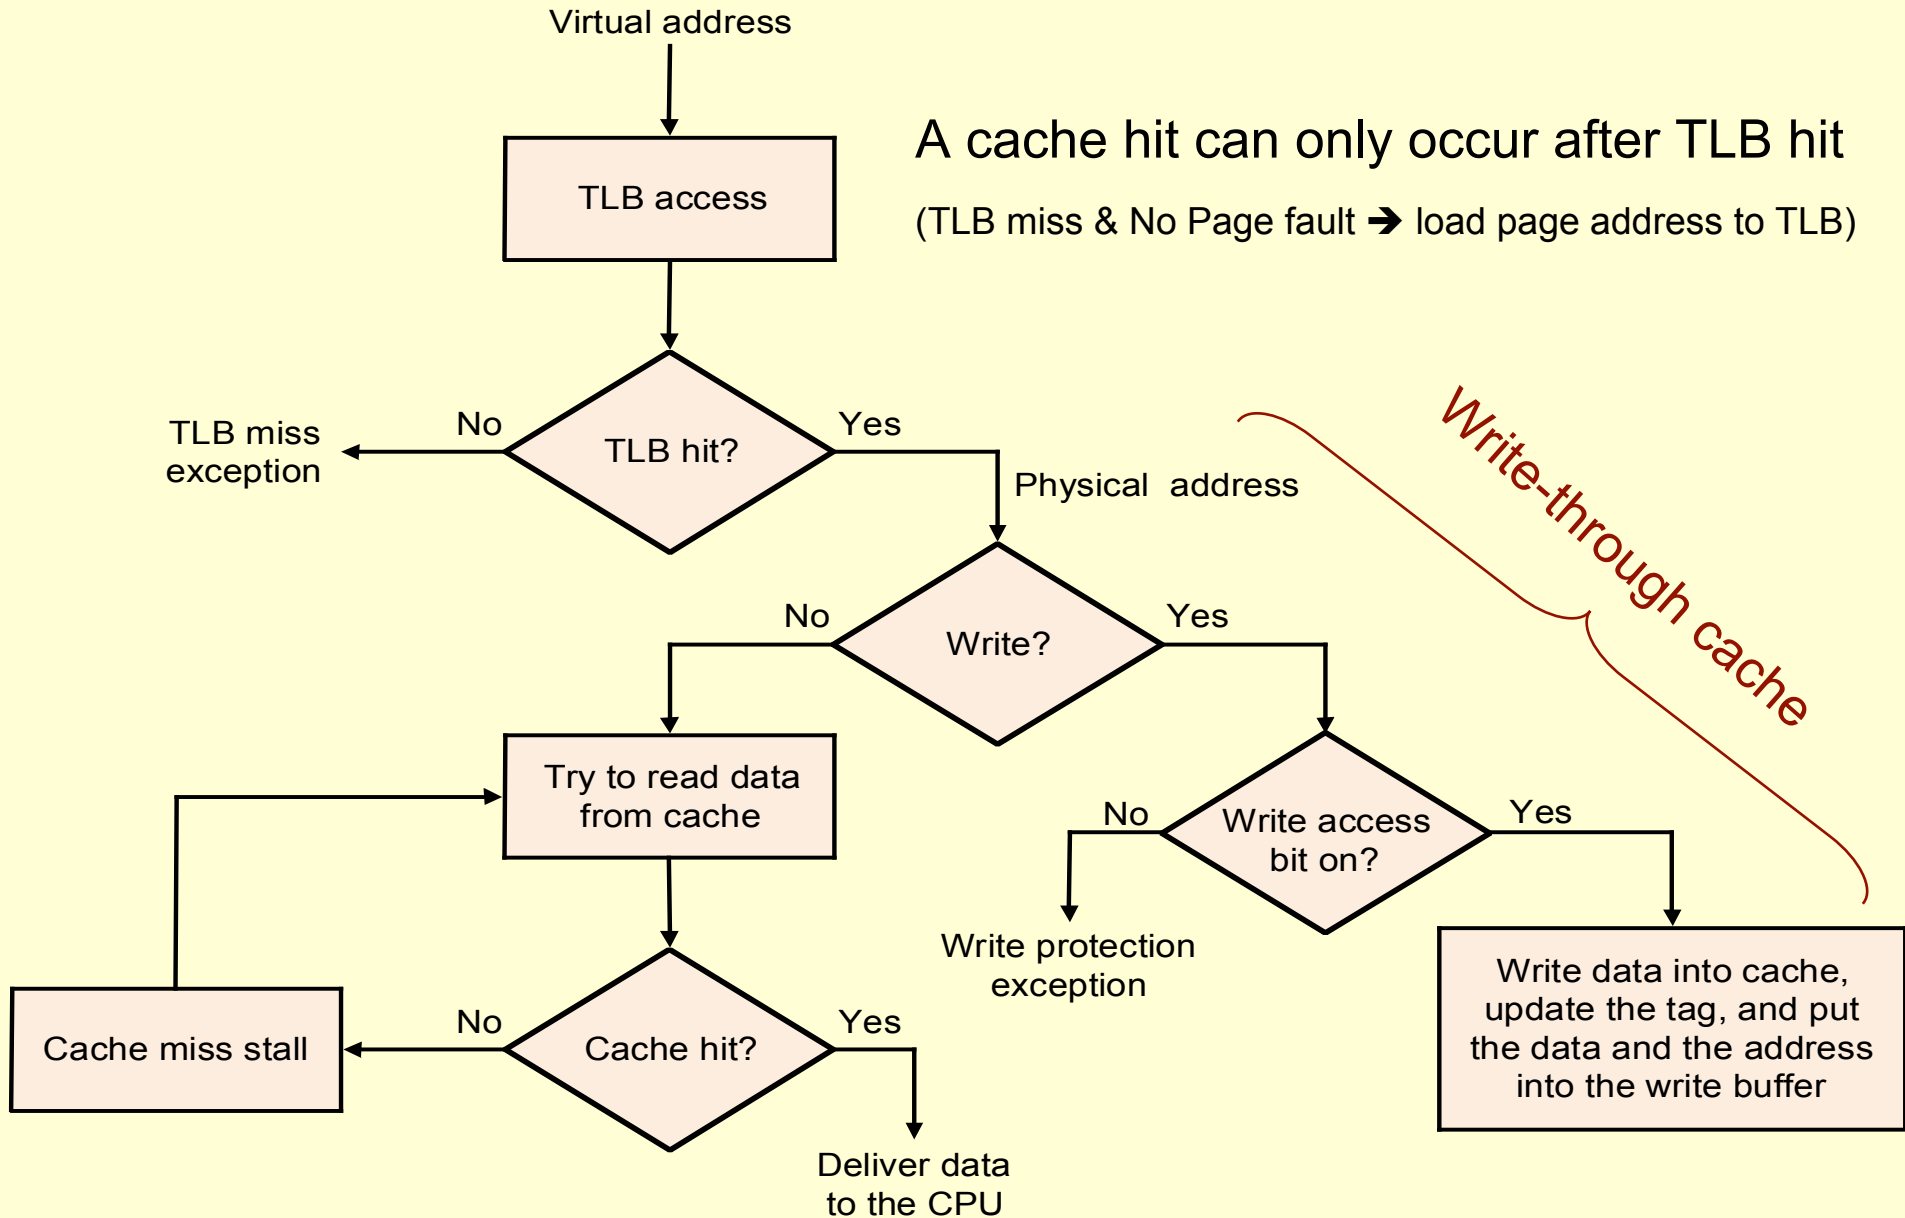 Virtual address
A cache hit can only occur after TLB hit
(TLB miss & No Page fault ➔ load page address to TLB)
TLB access
No
Yes
TLB miss
exception
TLB hit?
Physical address
Write-through cache
No
Yes
Write?
Try to read data
from cache
No
Yes
Write access
bit on?
Write protection
exception
Write data into cache,
update the tag, and put
the data and the address
into the write buffer
No
Yes
Cache miss stall
Cache hit?
Deliver data
to the CPU